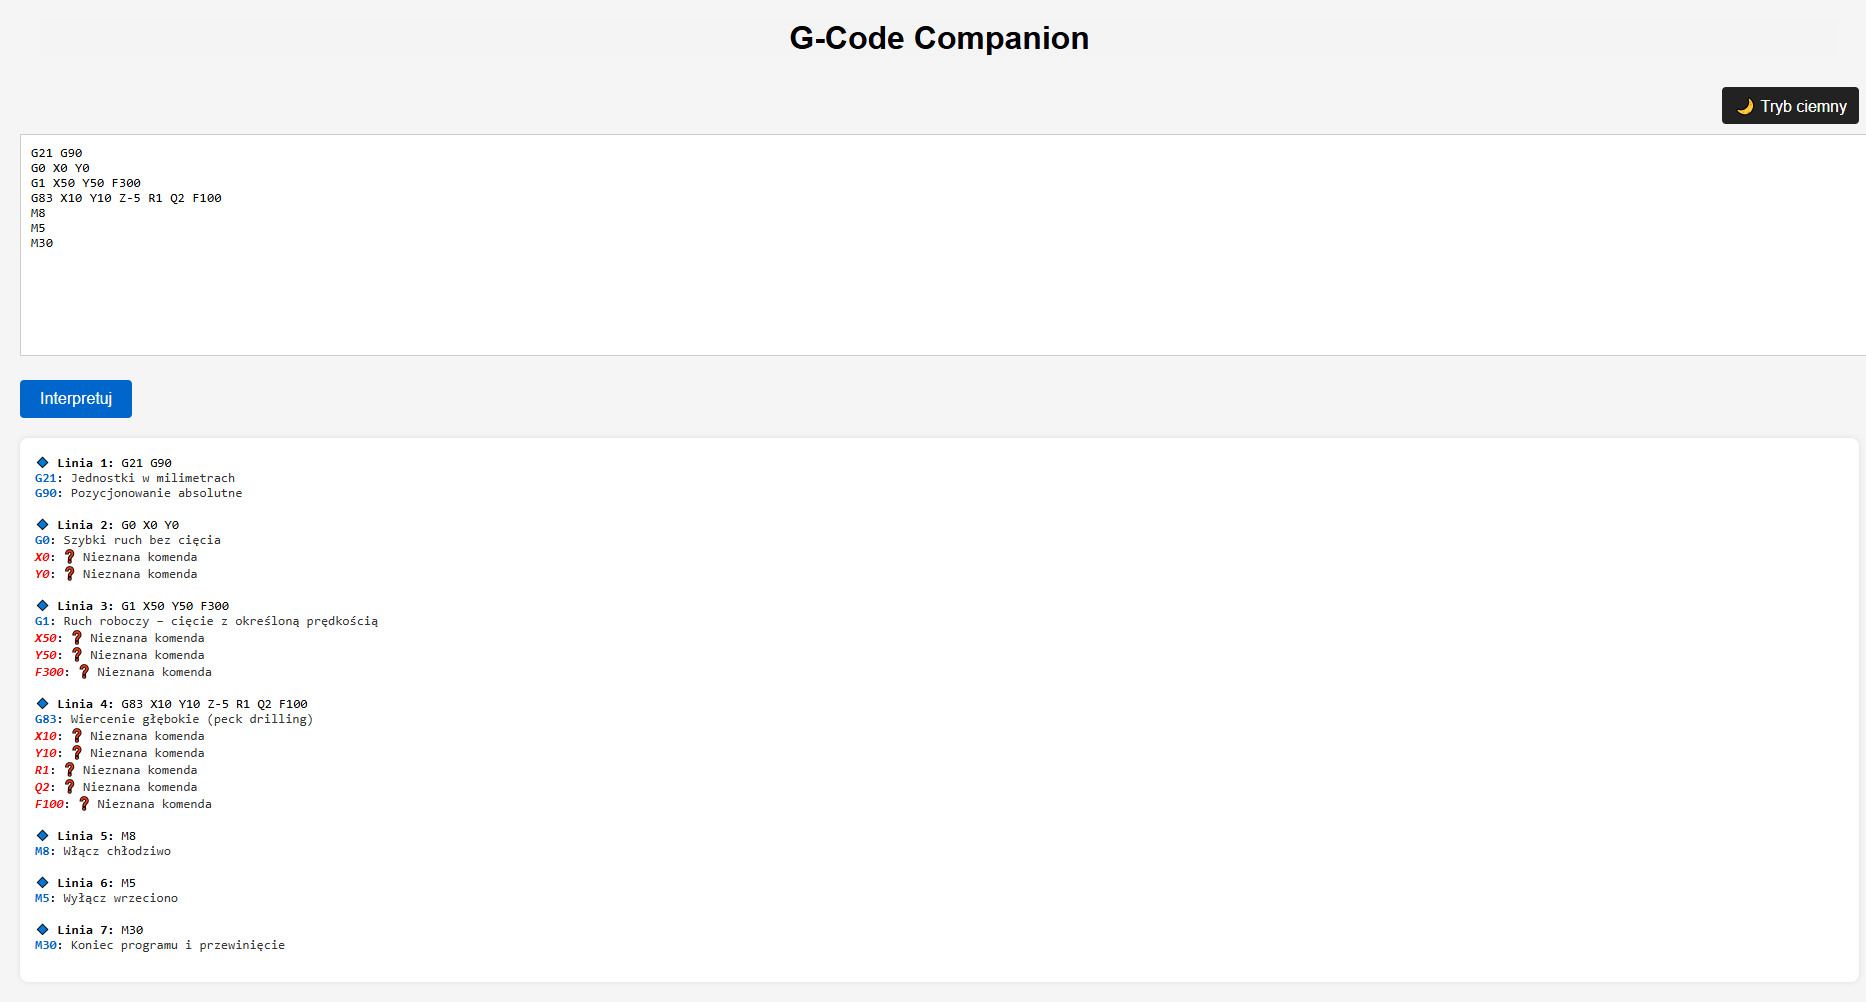 G-Code Companion
🌙 Tryb ciemny
G21 G90
G0 X0 Y0
G1 X50 Y50 F300
G83 X10 Y10 Z-5 R1 Q2 F100
M8
M5
M30
Interpretuj
🔷 Linia 1: G21 G90
G21: Jednostki w milimetrach
G90: Pozycjonowanie absolutne
🔷 Linia 2: G0 X0 Y0
G0: Szybki ruch bez cięcia
X0: ❓ Nieznana komenda
Y0: ❓ Nieznana komenda
🔷 Linia 3: G1 X50 Y50 F300
G1: Ruch roboczy – cięcie z określoną prędkością
X50: ❓ Nieznana komenda
Y50: ❓ Nieznana komenda
F300: ❓ Nieznana komenda
🔷 Linia 4: G83 X10 Y10 Z-5 R1 Q2 F100
G83: Wiercenie głębokie (peck drilling)
X10: ❓ Nieznana komenda
Y10: ❓ Nieznana komenda
R1: ❓ Nieznana komenda
Q2: ❓ Nieznana komenda
F100: ❓ Nieznana komenda
🔷 Linia 5: M8
M8: Włącz chłodziwo
🔷 Linia 6: M5
M5: Wyłącz wrzeciono
🔷 Linia 7: M30
M30: Koniec programu i przewinięcie